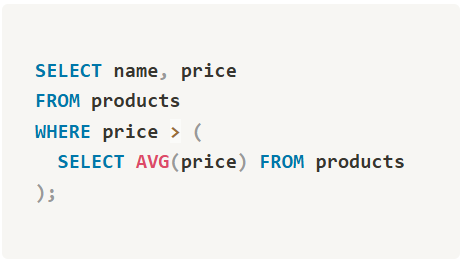 SELECT name, price
FROM products
WHERE price > (
  SELECT AVG(price) FROM products
);